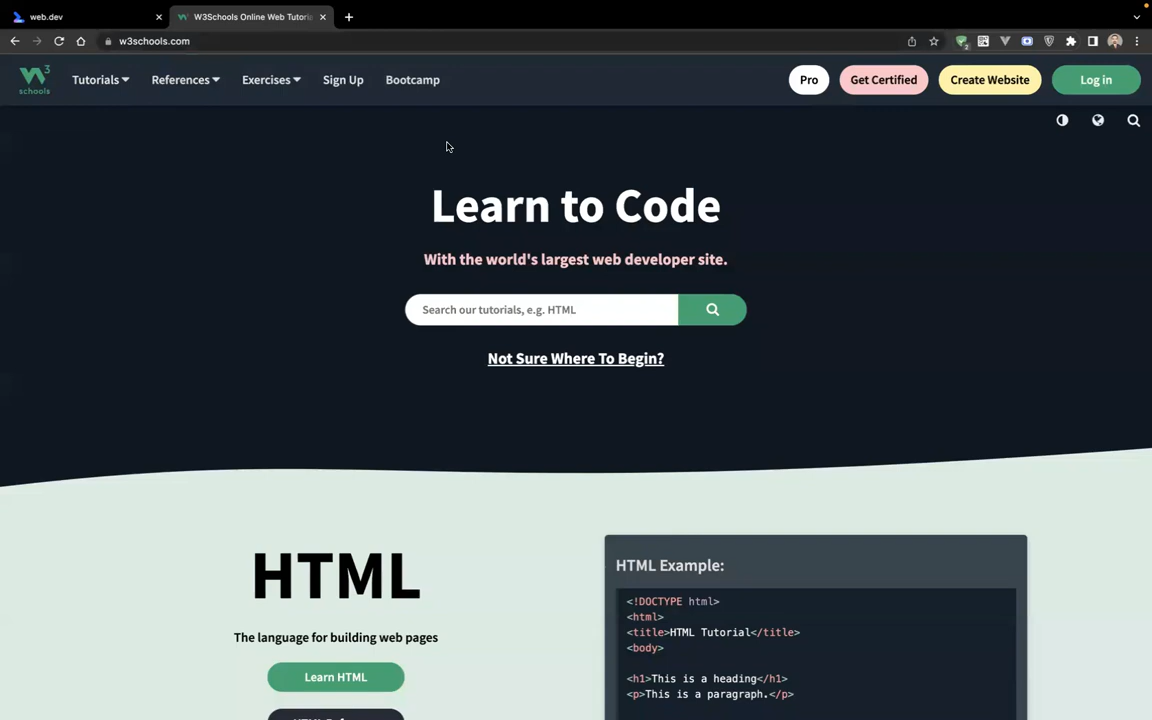 web.dev
W3Schools Online Web Tutoria
w3schools.com
2
W3 schools
Tutorials References Exercises Sign Up Bootcamp
Pro Get Certified Create Website Log in
Learn to Code
With the world's largest web developer site.
Search our tutorials, e.g. HTML
Not Sure Where To Begin?
HTML
The language for building web pages
Learn HTML
HTML Example:
<!DOCTYPE html>
<html>
<title>HTML Tutorial</title>
<body>
<h1>This is a heading</h1>
<p>This is a paragraph.</p>